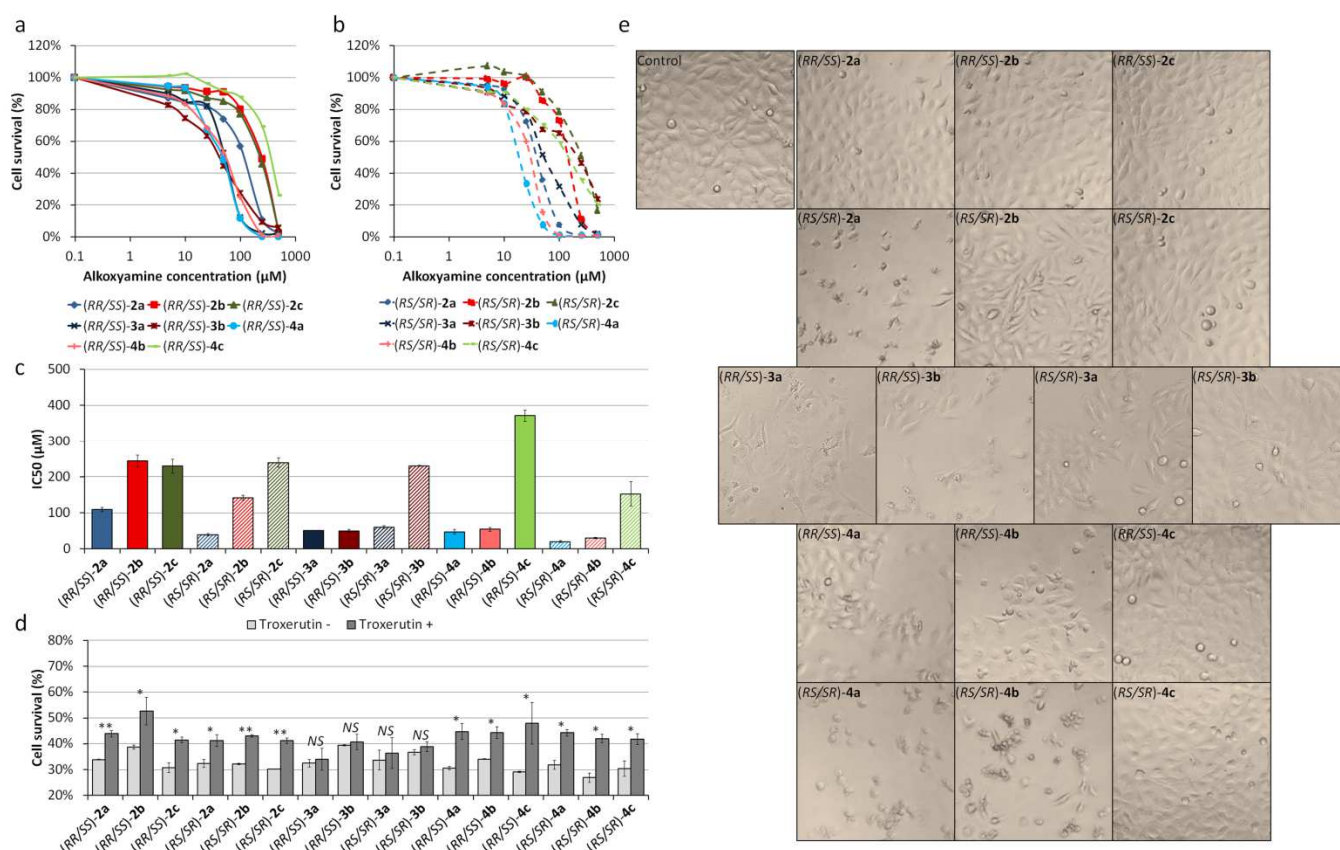 a
120%
100%
80%
60%
40%
20%
0%
Cell survival (%)
0.1 1 10 100 1000
Alkoxyamine concentration (µM)
(RR/SS)-2a (RR/SS)-2b (RR/SS)-2c
(RR/SS)-3a (RR/SS)-3b (RR/SS)-4a
(RR/SS)-4b (RR/SS)-4c
b
120%
100%
80%
60%
40%
20%
0%
Cell survival (%)
0.1 1 10 100 1000
Alkoxyamine concentration (µM)
(RS/SR)-2a (RS/SR)-2b (RS/SR)-2c
(RS/SR)-3a (RS/SR)-3b (RS/SR)-4a
(RS/SR)-4b (RS/SR)-4c
c
500
400
300
200
100
0
IC50 (µM)
(RR/SS)-2a (RR/SS)-2b (RR/SS)-2c (RS/SR)-2a (RS/SR)-2b (RS/SR)-2c (RR/SS)-3a (RR/SS)-3b (RS/SR)-3a (RS/SR)-3b (RR/SS)-4a (RR/SS)-4b (RR/SS)-4c (RS/SR)-4a (RS/SR)-4b (RS/SR)-4c
d
Troxerutin - Troxerutin +
80%
70%
60%
50%
40%
30%
20%
Cell survival (%)
** * * * ** ** NS NS NS NS * * * * * *
(RR/SS)-2a (RR/SS)-2b (RR/SS)-2c (RS/SR)-2a (RS/SR)-2b (RS/SR)-2c (RR/SS)-3a (RR/SS)-3b (RS/SR)-3a (RS/SR)-3b (RR/SS)-4a (RR/SS)-4b (RR/SS)-4c (RS/SR)-4a (RS/SR)-4b (RS/SR)-4c
e
Control (RR/SS)-2a (RR/SS)-2b (RR/SS)-2c
(RS/SR)-2a (RS/SR)-2b (RS/SR)-2c
(RR/SS)-3a (RR/SS)-3b (RS/SR)-3a (RS/SR)-3b
(RR/SS)-4a (RR/SS)-4b (RR/SS)-4c
(RS/SR)-4a (RS/SR)-4b (RS/SR)-4c